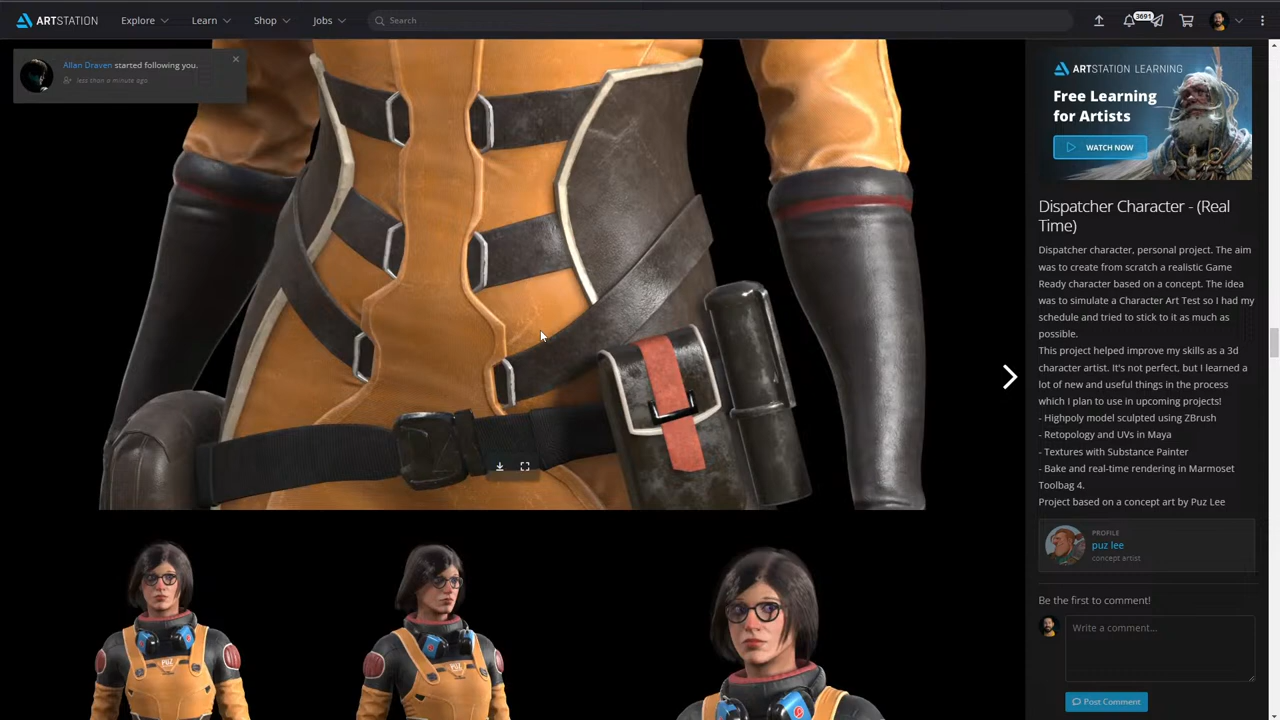 ARTSTATION
Explore
Learn
Shop
Jobs
Search
3691
Allan Draven started following you.
less than a minute ago
ARTSTATION LEARNING
Free Learning
for Artists
WATCH NOW
Dispatcher Character - (Real
Time)
Dispatcher character, personal project. The aim
was to create from scratch a realistic Game
Ready character based on a concept. The idea
was to simulate a Character Art Test so I had my
schedule and tried to stick to it as much as
possible.
This project helped improve my skills as a 3d
character artist. It's not perfect, but I learned a
lot of new and useful things in the process
which I plan to use in upcoming projects!
- Highpoly model sculpted using ZBrush
- Retopology and UVs in Maya
- Textures with Substance Painter
- Bake and real-time rendering in Marmoset
Toolbag 4.
Project based on a concept art by Puz Lee
PROFILE
puz lee
concept artist
Be the first to comment!
Write a comment...
Post Comment
PUZ